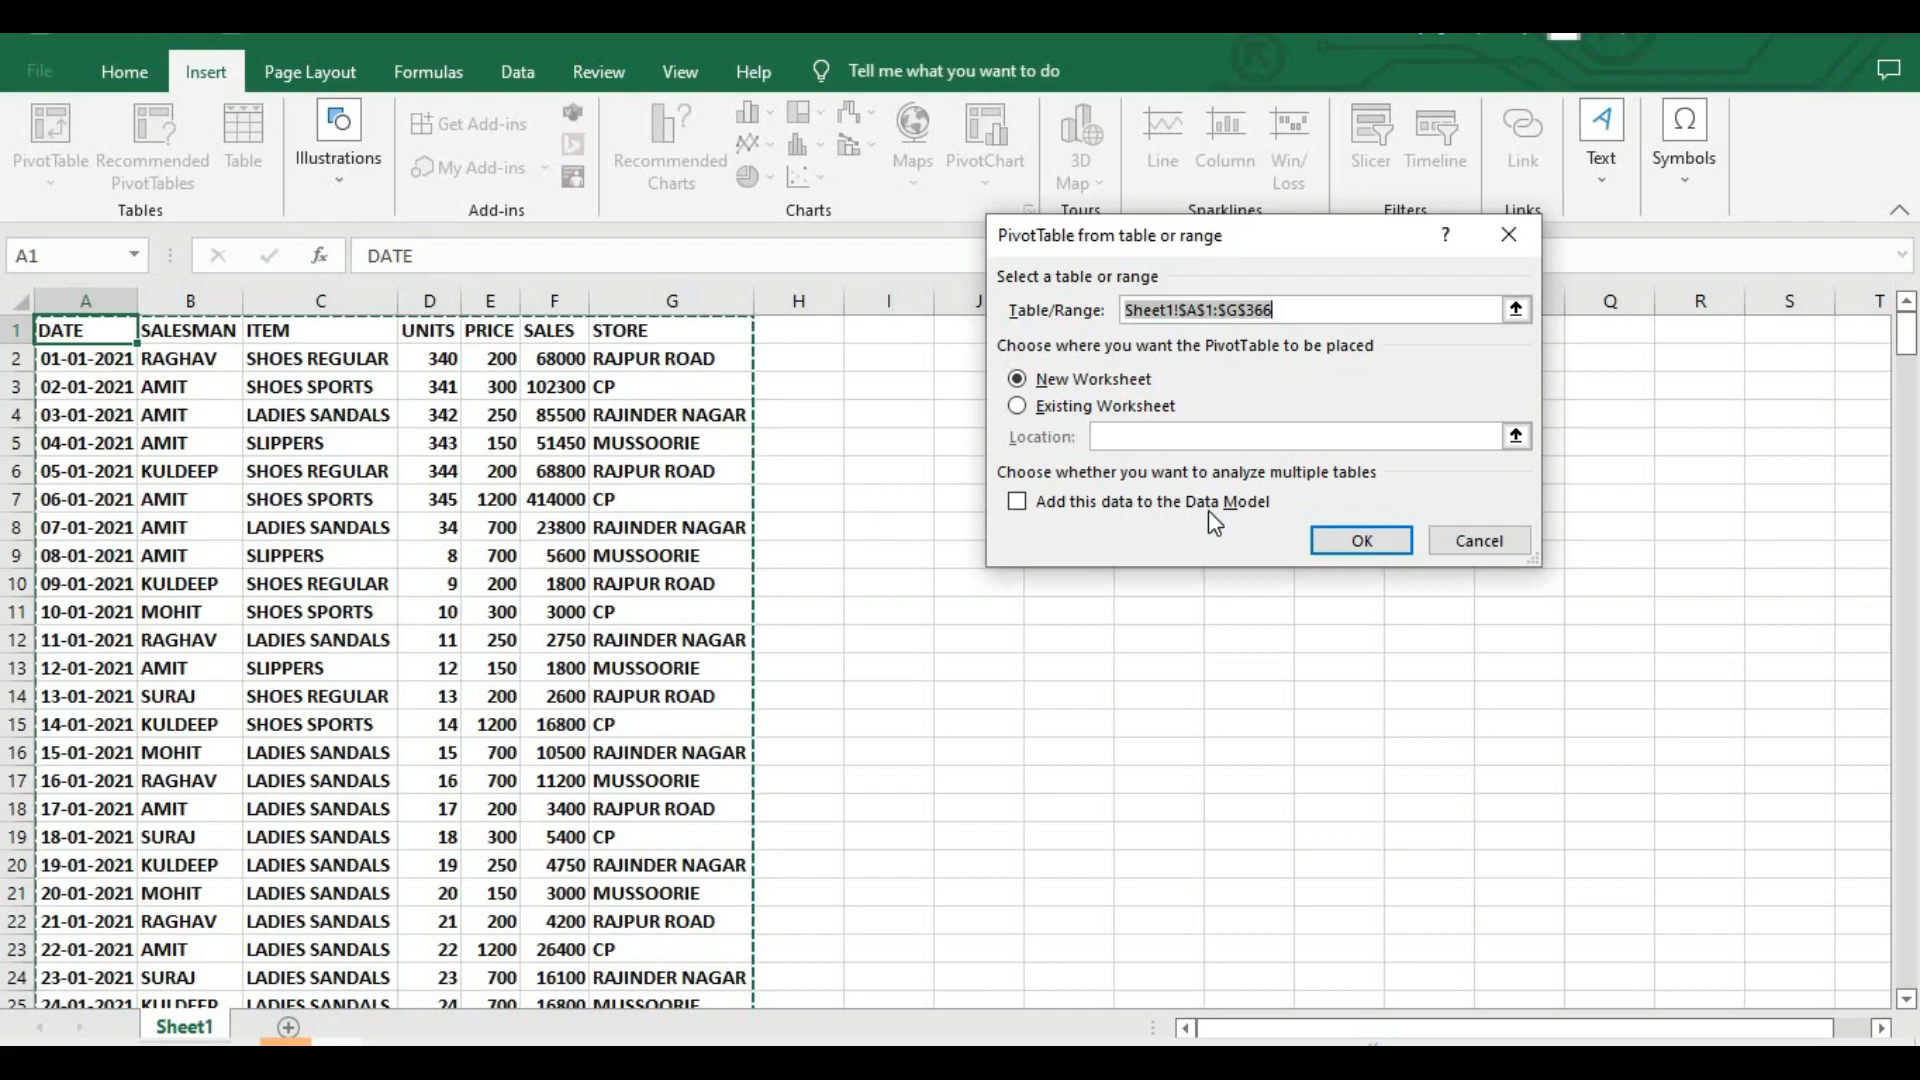 File Home Insert Page Layout Formulas Data Review View Help Tell me what you want to do
PivotTable Recommended PivotTables Table Illustrations Get Add-ins My Add-ins Recommended Charts Maps PivotChart 3D Map Line Column Win/ Loss Slicer Timeline Link Text Symbols
Tables Add-ins Charts Tours Sparklines Filters Links
A1 fx DATE
PivotTable from table or range ?
Select a table or range
Table/Range: Sheet1!$A$1:$G$366
Choose where you want the PivotTable to be placed
New Worksheet
Existing Worksheet
Location:
Choose whether you want to analyze multiple tables
Add this data to the Data Model
OK Cancel
A B C D E F G H I J Q R S T
1 DATE SALESMAN ITEM UNITS PRICE SALES STORE
2 01-01-2021 RAGHAV SHOES REGULAR 340 200 68000 RAJPUR ROAD
3 02-01-2021 AMIT SHOES SPORTS 341 300 102300 CP
4 03-01-2021 AMIT LADIES SANDALS 342 250 85500 RAJINDER NAGAR
5 04-01-2021 AMIT SLIPPERS 343 150 51450 MUSSOORIE
6 05-01-2021 KULDEEP SHOES REGULAR 344 200 68800 RAJPUR ROAD
7 06-01-2021 AMIT SHOES SPORTS 345 1200 414000 CP
8 07-01-2021 AMIT LADIES SANDALS 34 700 23800 RAJINDER NAGAR
9 08-01-2021 AMIT SLIPPERS 8 700 5600 MUSSOORIE
10 09-01-2021 KULDEEP SHOES REGULAR 9 200 1800 RAJPUR ROAD
11 10-01-2021 MOHIT SHOES SPORTS 10 300 3000 CP
12 11-01-2021 RAGHAV LADIES SANDALS 11 250 2750 RAJINDER NAGAR
13 12-01-2021 AMIT SLIPPERS 12 150 1800 MUSSOORIE
14 13-01-2021 SURAJ SHOES REGULAR 13 200 2600 RAJPUR ROAD
15 14-01-2021 KULDEEP SHOES SPORTS 14 1200 16800 CP
16 15-01-2021 MOHIT LADIES SANDALS 15 700 10500 RAJINDER NAGAR
17 16-01-2021 RAGHAV LADIES SANDALS 16 700 11200 MUSSOORIE
18 17-01-2021 AMIT LADIES SANDALS 17 200 3400 RAJPUR ROAD
19 18-01-2021 SURAJ LADIES SANDALS 18 300 5400 CP
20 19-01-2021 KULDEEP LADIES SANDALS 19 250 4750 RAJINDER NAGAR
21 20-01-2021 MOHIT LADIES SANDALS 20 150 3000 MUSSOORIE
22 21-01-2021 RAGHAV LADIES SANDALS 21 200 4200 RAJPUR ROAD
23 22-01-2021 AMIT LADIES SANDALS 22 1200 26400 CP
24 23-01-2021 SURAJ LADIES SANDALS 23 700 16100 RAJINDER NAGAR
25 24-01-2021 KULDEEP LADIES SANDALS 24 700 16800 MUSSOORIE
Sheet1